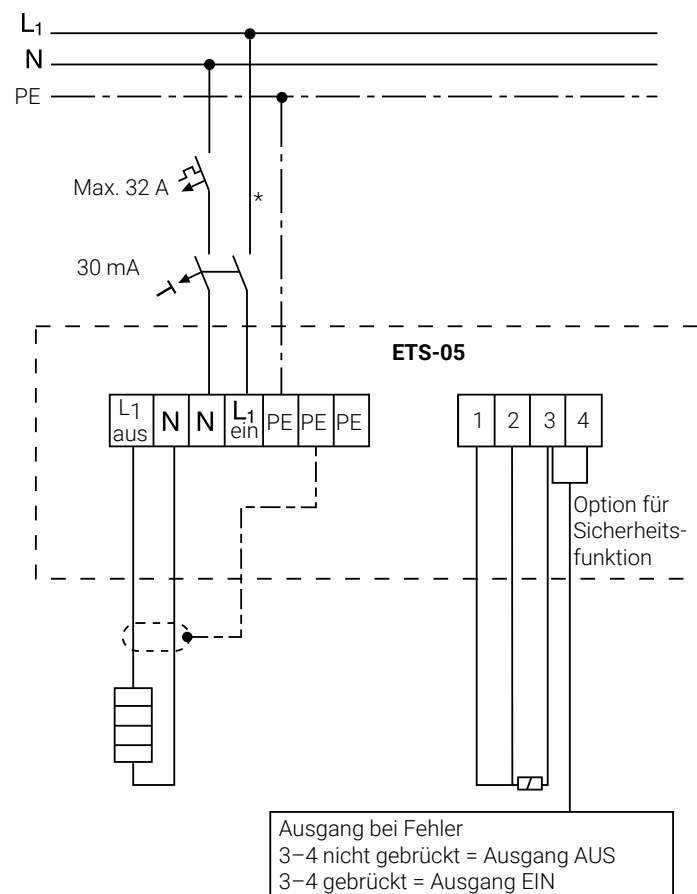 L1
N
PE
Max. 32 A
*
30 mA
ETS-05
L1 aus
N
N
L1 ein
PE
PE
PE
1
2
3
4
Option für
Sicherheits-
funktion
Ausgang bei Fehler
3–4 nicht gebrückt = Ausgang AUS
3–4 gebrückt = Ausgang EIN